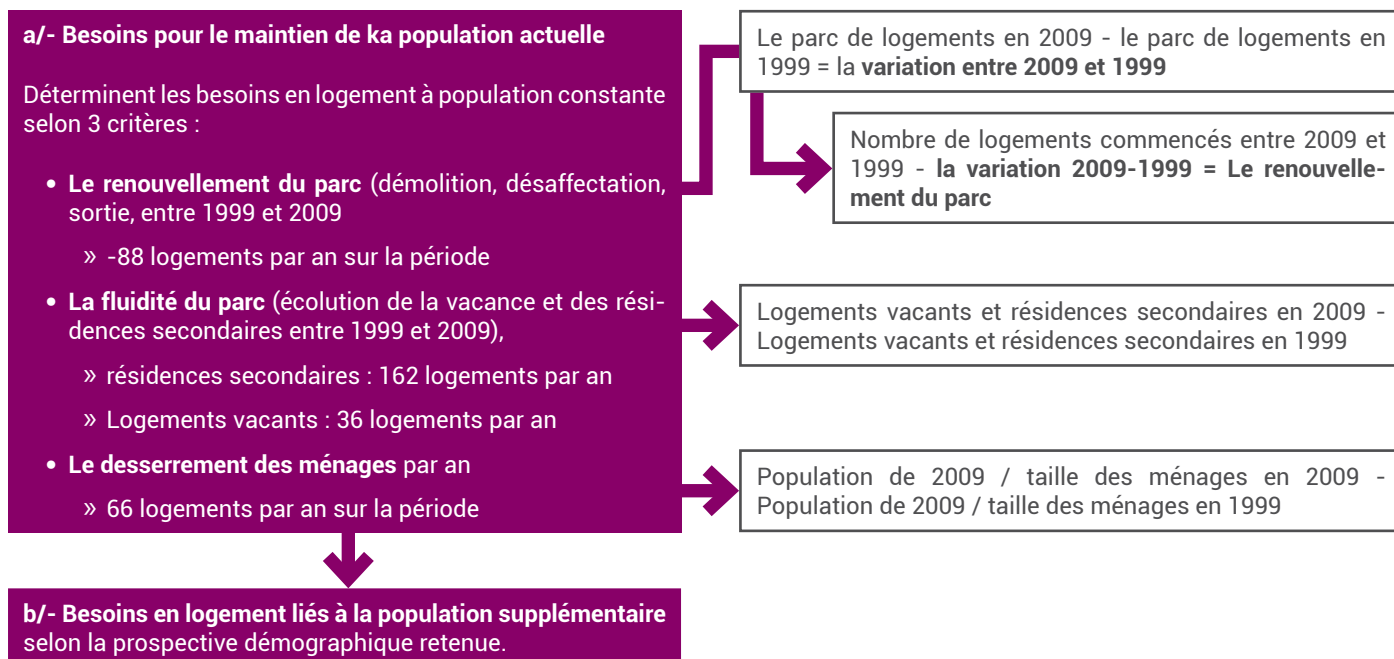 a/- Besoins pour le maintien de ka population actuelle
Déterminent les besoins en logement à population constante
selon 3 critères :
• Le renouvellement du parc (démolition, désaffectation,
sortie, entre 1999 et 2009
» -88 logements par an sur la période
• La fluidité du parc (écolution de la vacance et des rési-
dences secondaires entre 1999 et 2009),
» résidences secondaires : 162 logements par an
» Logements vacants : 36 logements par an
• Le desserrement des ménages par an
» 66 logements par an sur la période
Le parc de logements en 2009 - le parc de logements en
1999 = la variation entre 2009 et 1999
Nombre de logements commencés entre 2009 et
1999 - la variation 2009-1999 = Le renouvelle-
ment du parc
Logements vacants et résidences secondaires en 2009 -
Logements vacants et résidences secondaires en 1999
Population de 2009 / taille des ménages en 2009 -
Population de 2009 / taille des ménages en 1999
b/- Besoins en logement liés à la population supplémentaire
selon la prospective démographique retenue.